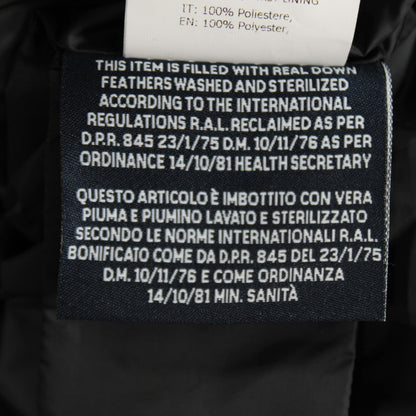 LINING
IT: 100% Poliestere,
EN: 100% Polyester,
THIS ITEM IS FILLED WITH REAL DOWN
FEATHERS WASHED AND STERILIZED
ACCORDING TO THE INTERNATIONAL
REGULATIONS R.A.L. RECLAIMED AS PER
D.P.R. 845 23/1/75 D.M. 10/11/76 AS PER
ORDINANCE 14/10/81 HEALTH SECRETARY
QUESTO ARTICOLO È IMBOTTITO CON VERA
PIUMA E PIUMINO LAVATO E STERILIZZATO
SECONDO LE NORME INTERNAZIONALI R.A.L.
BONIFICATO COME DA D.P.R. 845 DEL 23/1/75
D.M. 10/11/76 E COME ORDINANZA
14/10/81 MIN. SANITÀ